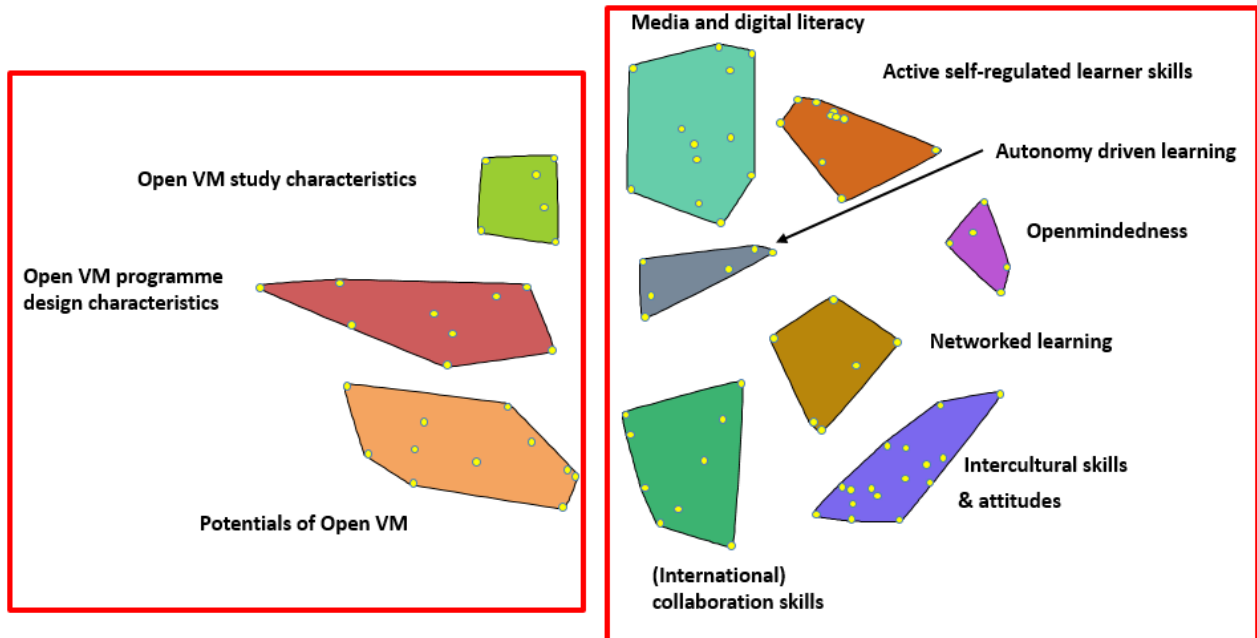 Open VM study characteristics
Open VM programme
design characteristics
Potentials of Open VM
Media and digital literacy
Active self-regulated learner skills
Autonomy driven learning
Openmindedness
Networked learning
Intercultural skills
& attitudes
(International)
collaboration skills